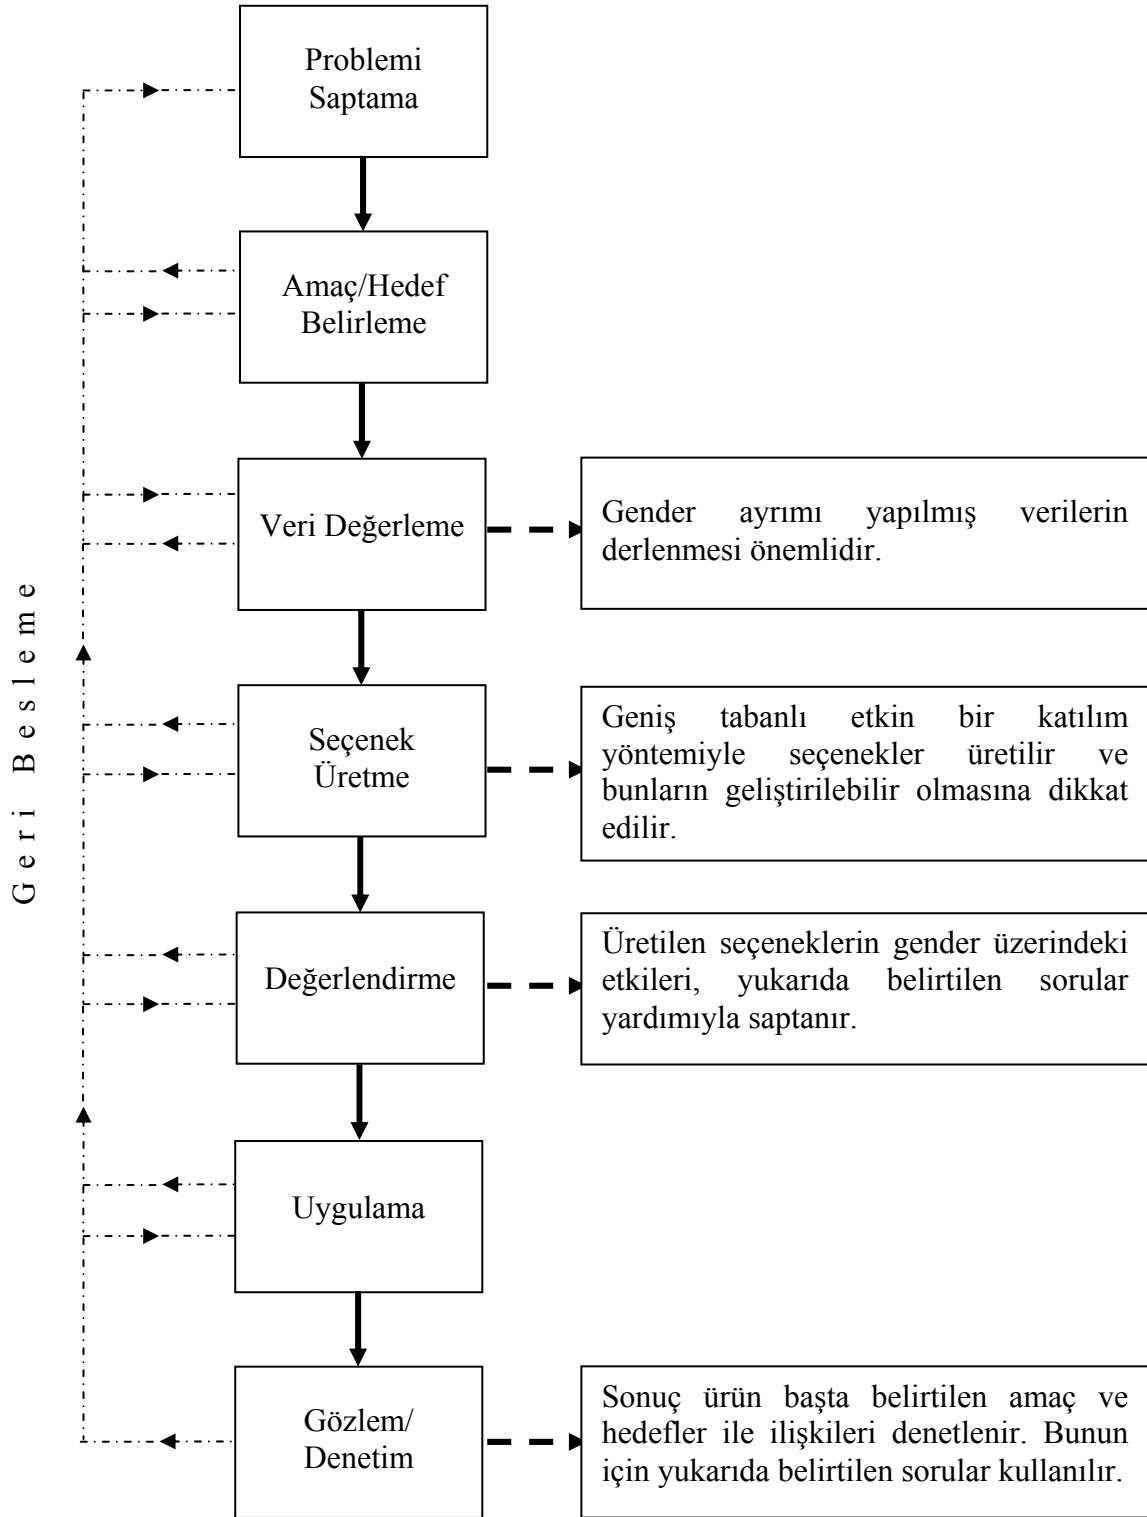 Problemi
Saptama
Amaç/Hedef
Belirleme
Veri Değerleme
Gender ayrımı yapılmış verilerin
derlenmesi önemlidir.
Geri Besleme
Seçenek
Üretme
Geniş tabanlı etkin bir katılım
yöntemiyle seçenekler üretilir ve
bunların geliştirilebilir olmasına dikkat
edilir.
Değerlendirme
Üretilen seçeneklerin gender üzerindeki
etkileri, yukarıda belirtilen sorular
yardımıyla saptanır.
Uygulama
Gözlem/
Denetim
Sonuç ürün başta belirtilen amaç ve
hedefler ile ilişkileri denetlenir. Bunun
için yukarıda belirtilen sorular kullanılır.